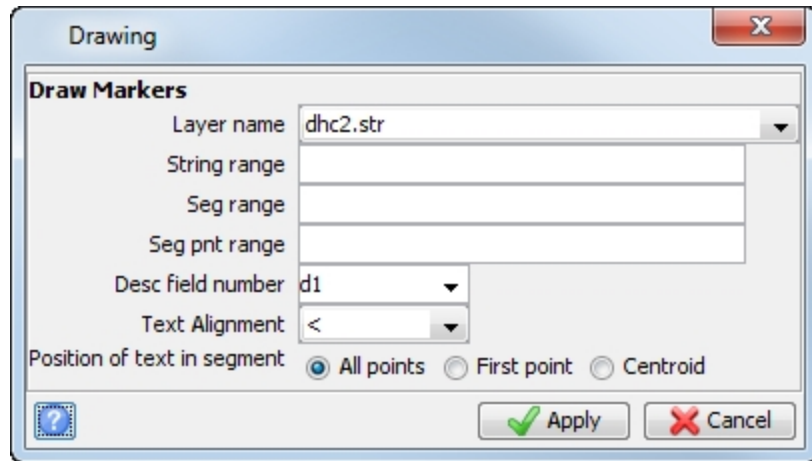 Drawing
Draw Markers
Layer name dhc2.str
String range
Seg range
Seg pnt range
Desc field number d1
Text Alignment <
Position of text in segment All points First point Centroid
? Apply Cancel